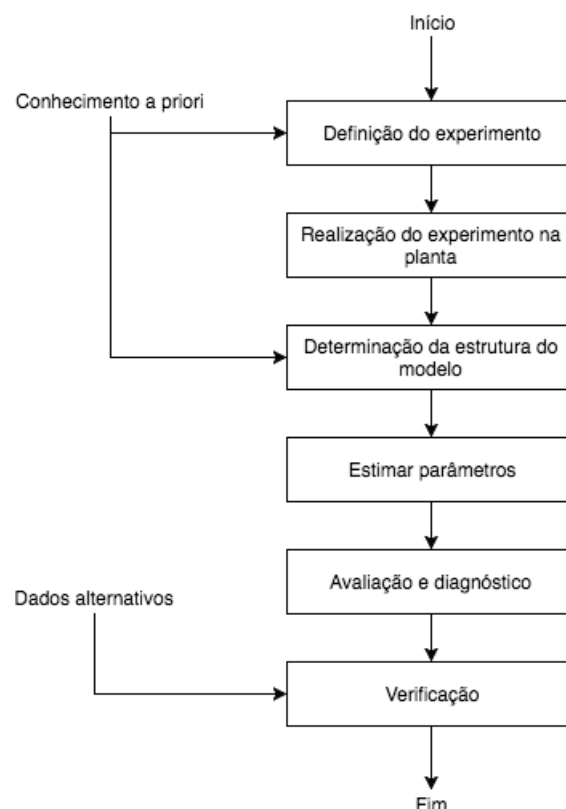 Início
Conhecimento a priori
Definição do experimento
Realização do experimento na
planta
Determinação da estrutura do
modelo
Estimar parâmetros
Avaliação e diagnóstico
Dados alternativos
Verificação
Fim